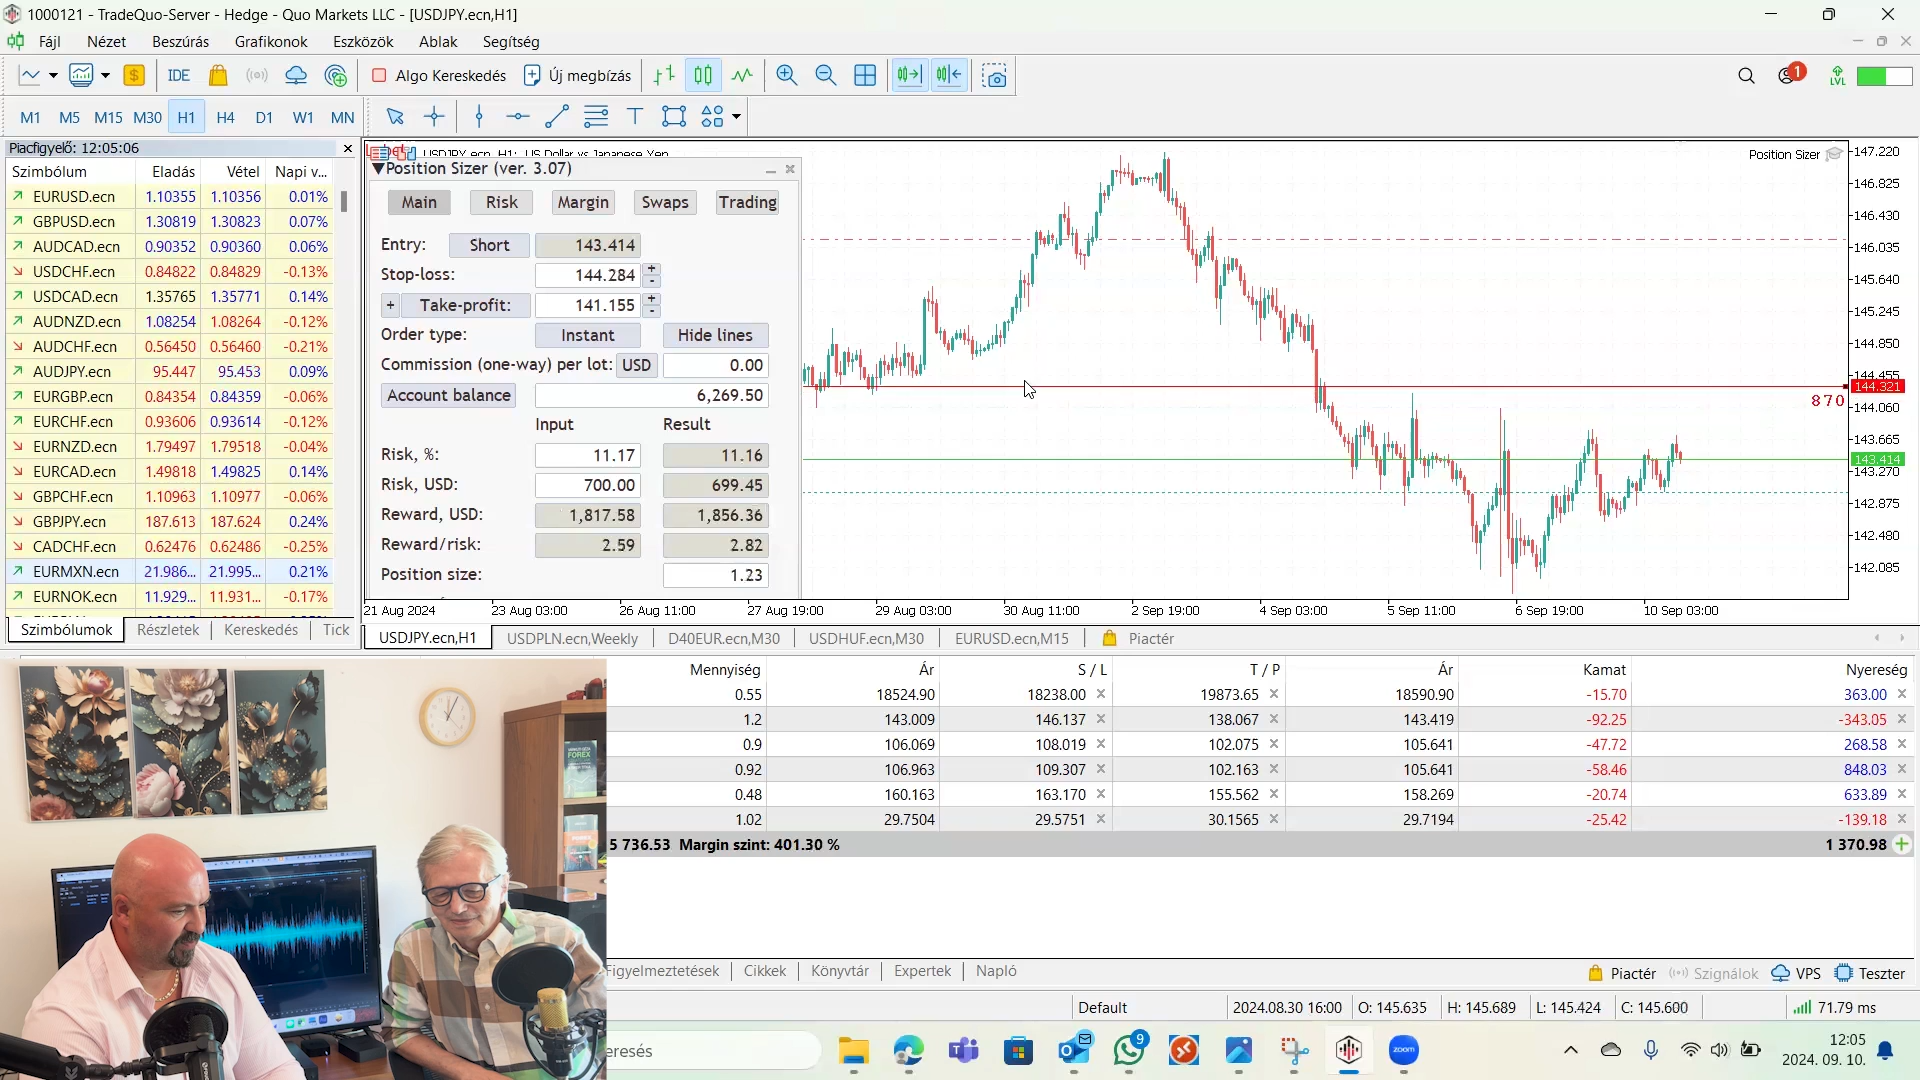 1000121 - TradeQuo-Server - Hedge - Quo Markets LLC - [USDJPY.ecn,H1]
Fájl Nézet Beszúrás Grafikonok Eszközök Ablak Segítség
IDE Algo Kereskedés Új megbízás 1 LVL
M1 M5 M15 M30 H1 H4 D1 W1 MN T
Piacfigyelő: 12:05:06
Szimbólum Eladás Vétel Napi v...
EURUSD.ecn 1.10355 1.10356 0.01%
GBPUSD.ecn 1.30819 1.30823 0.07%
AUDCAD.ecn 0.90352 0.90360 0.06%
USDCHF.ecn 0.84822 0.84829 -0.13%
USDCAD.ecn 1.35765 1.35771 0.14%
AUDNZD.ecn 1.08254 1.08264 -0.12%
AUDCHF.ecn 0.56450 0.56460 -0.21%
AUDJPY.ecn 95.447 95.453 0.09%
EURGBP.ecn 0.84354 0.84359 -0.06%
EURCHF.ecn 0.93606 0.93614 -0.12%
EURNZD.ecn 1.79497 1.79518 -0.04%
EURCAD.ecn 1.49818 1.49825 0.14%
GBPCHF.ecn 1.10963 1.10977 -0.06%
GBPJPY.ecn 187.613 187.624 0.24%
CADCHF.ecn 0.62476 0.62486 -0.25%
EURMXN.ecn 21.986... 21.995... 0.21%
EURNOK.ecn 11.929... 11.931... -0.17%
Szimbólumok Részletek Kereskedés Tick
USDJPY.ecn, H1: US Dollar vs Japanese Yen
Position Sizer
Position Sizer (ver. 3.07)
Main Risk Margin Swaps Trading
Entry: Short 143.414
Stop-loss: 144.284 + -
+ Take-profit: 141.155 + -
Order type: Instant Hide lines
Commission (one-way) per lot: USD 0.00
Account balance 6,269.50
Input Result
Risk, %: 11.17 11.16
Risk, USD: 700.00 699.45
Reward, USD: 1,817.58 1,856.36
Reward/risk: 2.59 2.82
Position size: 1.23
147.220
146.825
146.430
146.035
145.640
145.245
144.850
144.455
144.321
870
144.060
143.665
143.414
143.270
142.875
142.480
142.085
21 Aug 2024 23 Aug 03:00 26 Aug 11:00 27 Aug 19:00 29 Aug 03:00 30 Aug 11:00 2 Sep 19:00 4 Sep 03:00 5 Sep 11:00 6 Sep 19:00 10 Sep 03:00
USDJPY.ecn,H1 USDPLN.ecn,Weekly D40EUR.ecn,M30 USDHUF.ecn,M30 EURUSD.ecn,M15 Piactér
Mennyiség Ár S / L T / P Ár Kamat Nyereség
0.55 18524.90 18238.00 19873.65 18590.90 -15.70 363.00
1.2 143.009 146.137 138.067 143.419 -92.25 -343.05
0.9 106.069 108.019 102.075 105.641 -47.72 268.58
0.92 106.963 109.307 102.163 105.641 -58.46 848.03
0.48 160.163 163.170 155.562 158.269 -20.74 633.89
1.02 29.7504 29.5751 30.1565 29.7194 -25.42 -139.18
5 736.53 Margin szint: 401.30 % 1 370.98
FOREX
Figyelmeztetések Cikkek Könyvtár Expertek Napló
Piactér Szignálok VPS Teszter
Default 2024.08.30 16:00 O: 145.635 H: 145.689 L: 145.424 C: 145.600 71.79 ms
eresés 9 zoom
12:05
2024. 09. 10.